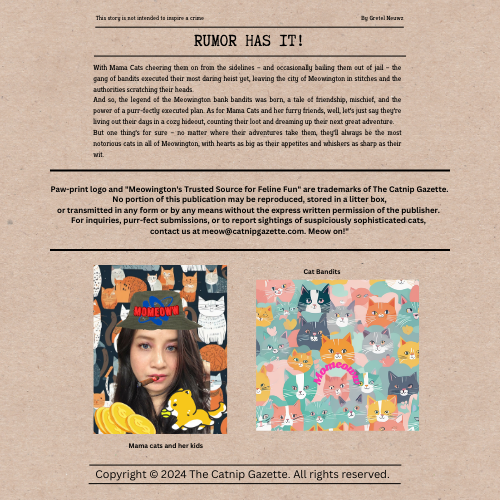 This story is not intended to inspire a crime
By Gretel Neuwz
RUMOR HAS IT!
With Mama Cats cheering them on from the sidelines – and occasionally bailing them out of jail – the
gang of bandits executed their most daring heist yet, leaving the city of Meowington in stitches and the
authorities scratching their heads.
And so, the legend of the Meowington bank bandits was born, a tale of friendship, mischief, and the
power of a purr-fectly executed plan. As for Mama Cats and her furry friends, well, let's just say they're
living out their days in a cozy hideout, counting their loot and dreaming up their next great adventure.
But one thing's for sure – no matter where their adventures take them, they'll always be the most
notorious cats in all of Meowington, with hearts as big as their appetites and whiskers as sharp as their
wit.
Paw-print logo and "Meowington's Trusted Source for Feline Fun" are trademarks of The Catnip Gazette.
No portion of this publication may be reproduced, stored in a litter box,
or transmitted in any form or by any means without the express written permission of the publisher.
For inquiries, purr-fect submissions, or to report sightings of suspiciously sophisticated cats,
contact us at meow@catnipgazette.com. Meow on!"
Cat Bandits
MOMEOWW
Momeoww
Mama cats and her kids
Copyright © 2024 The Catnip Gazette. All rights reserved.